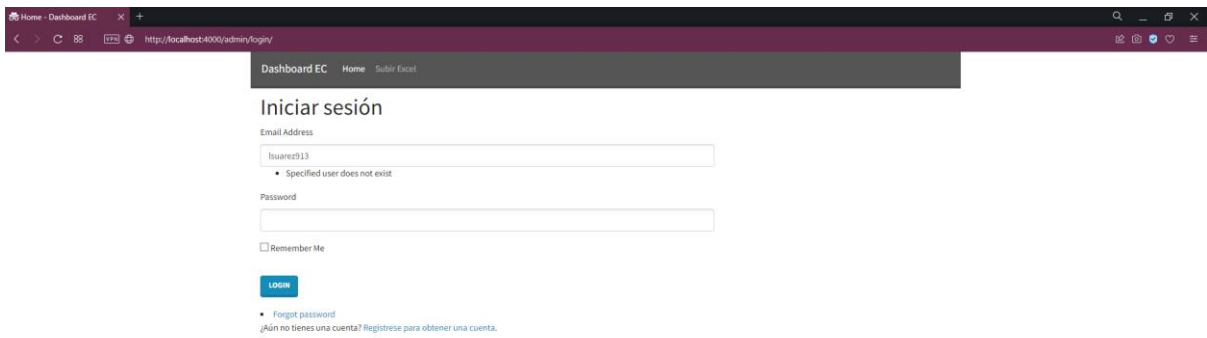 Home - Dashboard EC
VPN http://localhost:4000/admin/login/
Dashboard EC Home Subir Excel
Iniciar sesión
Email Address
lsuarez913
Specified user does not exist
Password
Remember Me
LOGIN
Forgot password
¿Aún no tienes una cuenta? Regístrese para obtener una cuenta.